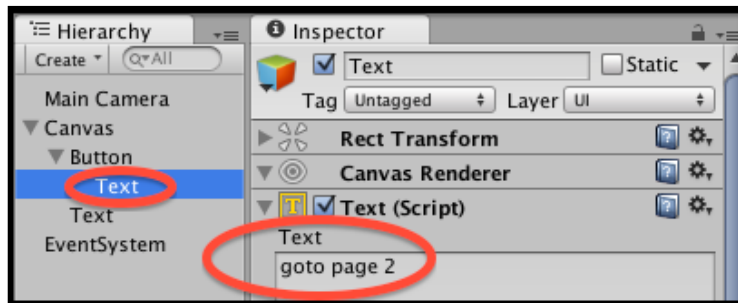 Hierarchy
Create
All
Main Camera
Canvas
Button
Text
Text
EventSystem
Inspector
Text
Static
Tag Untagged Layer UI
Rect Transform
Canvas Renderer
T Text (Script)
Text
goto page 2